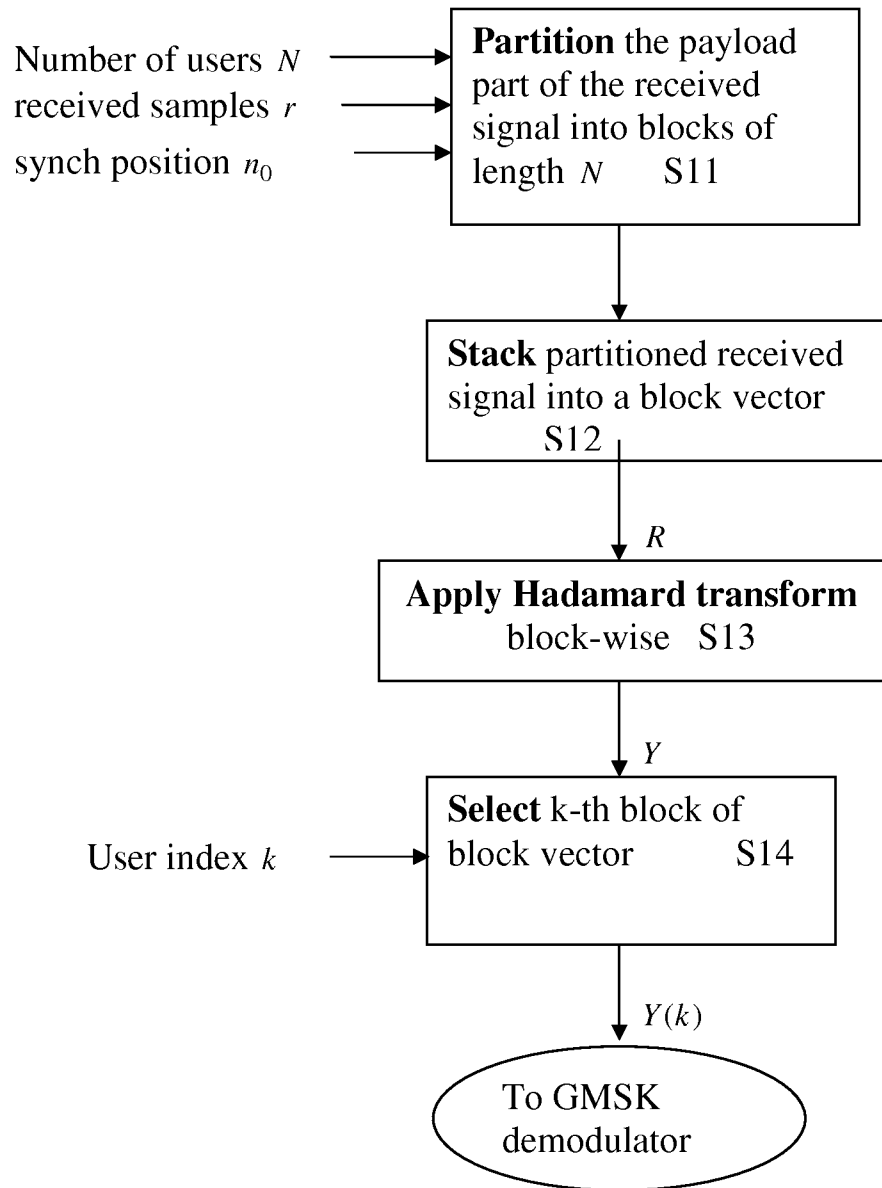 Number of users N
received samples r
synch position n₀
Partition the payload
part of the received
signal into blocks of
length N S11
Stack partitioned received
signal into a block vector
S12
R
Apply Hadamard transform
block-wise S13
Y
Select k-th block of
block vector S14
User index k
Y(k)
To GMSK
demodulator